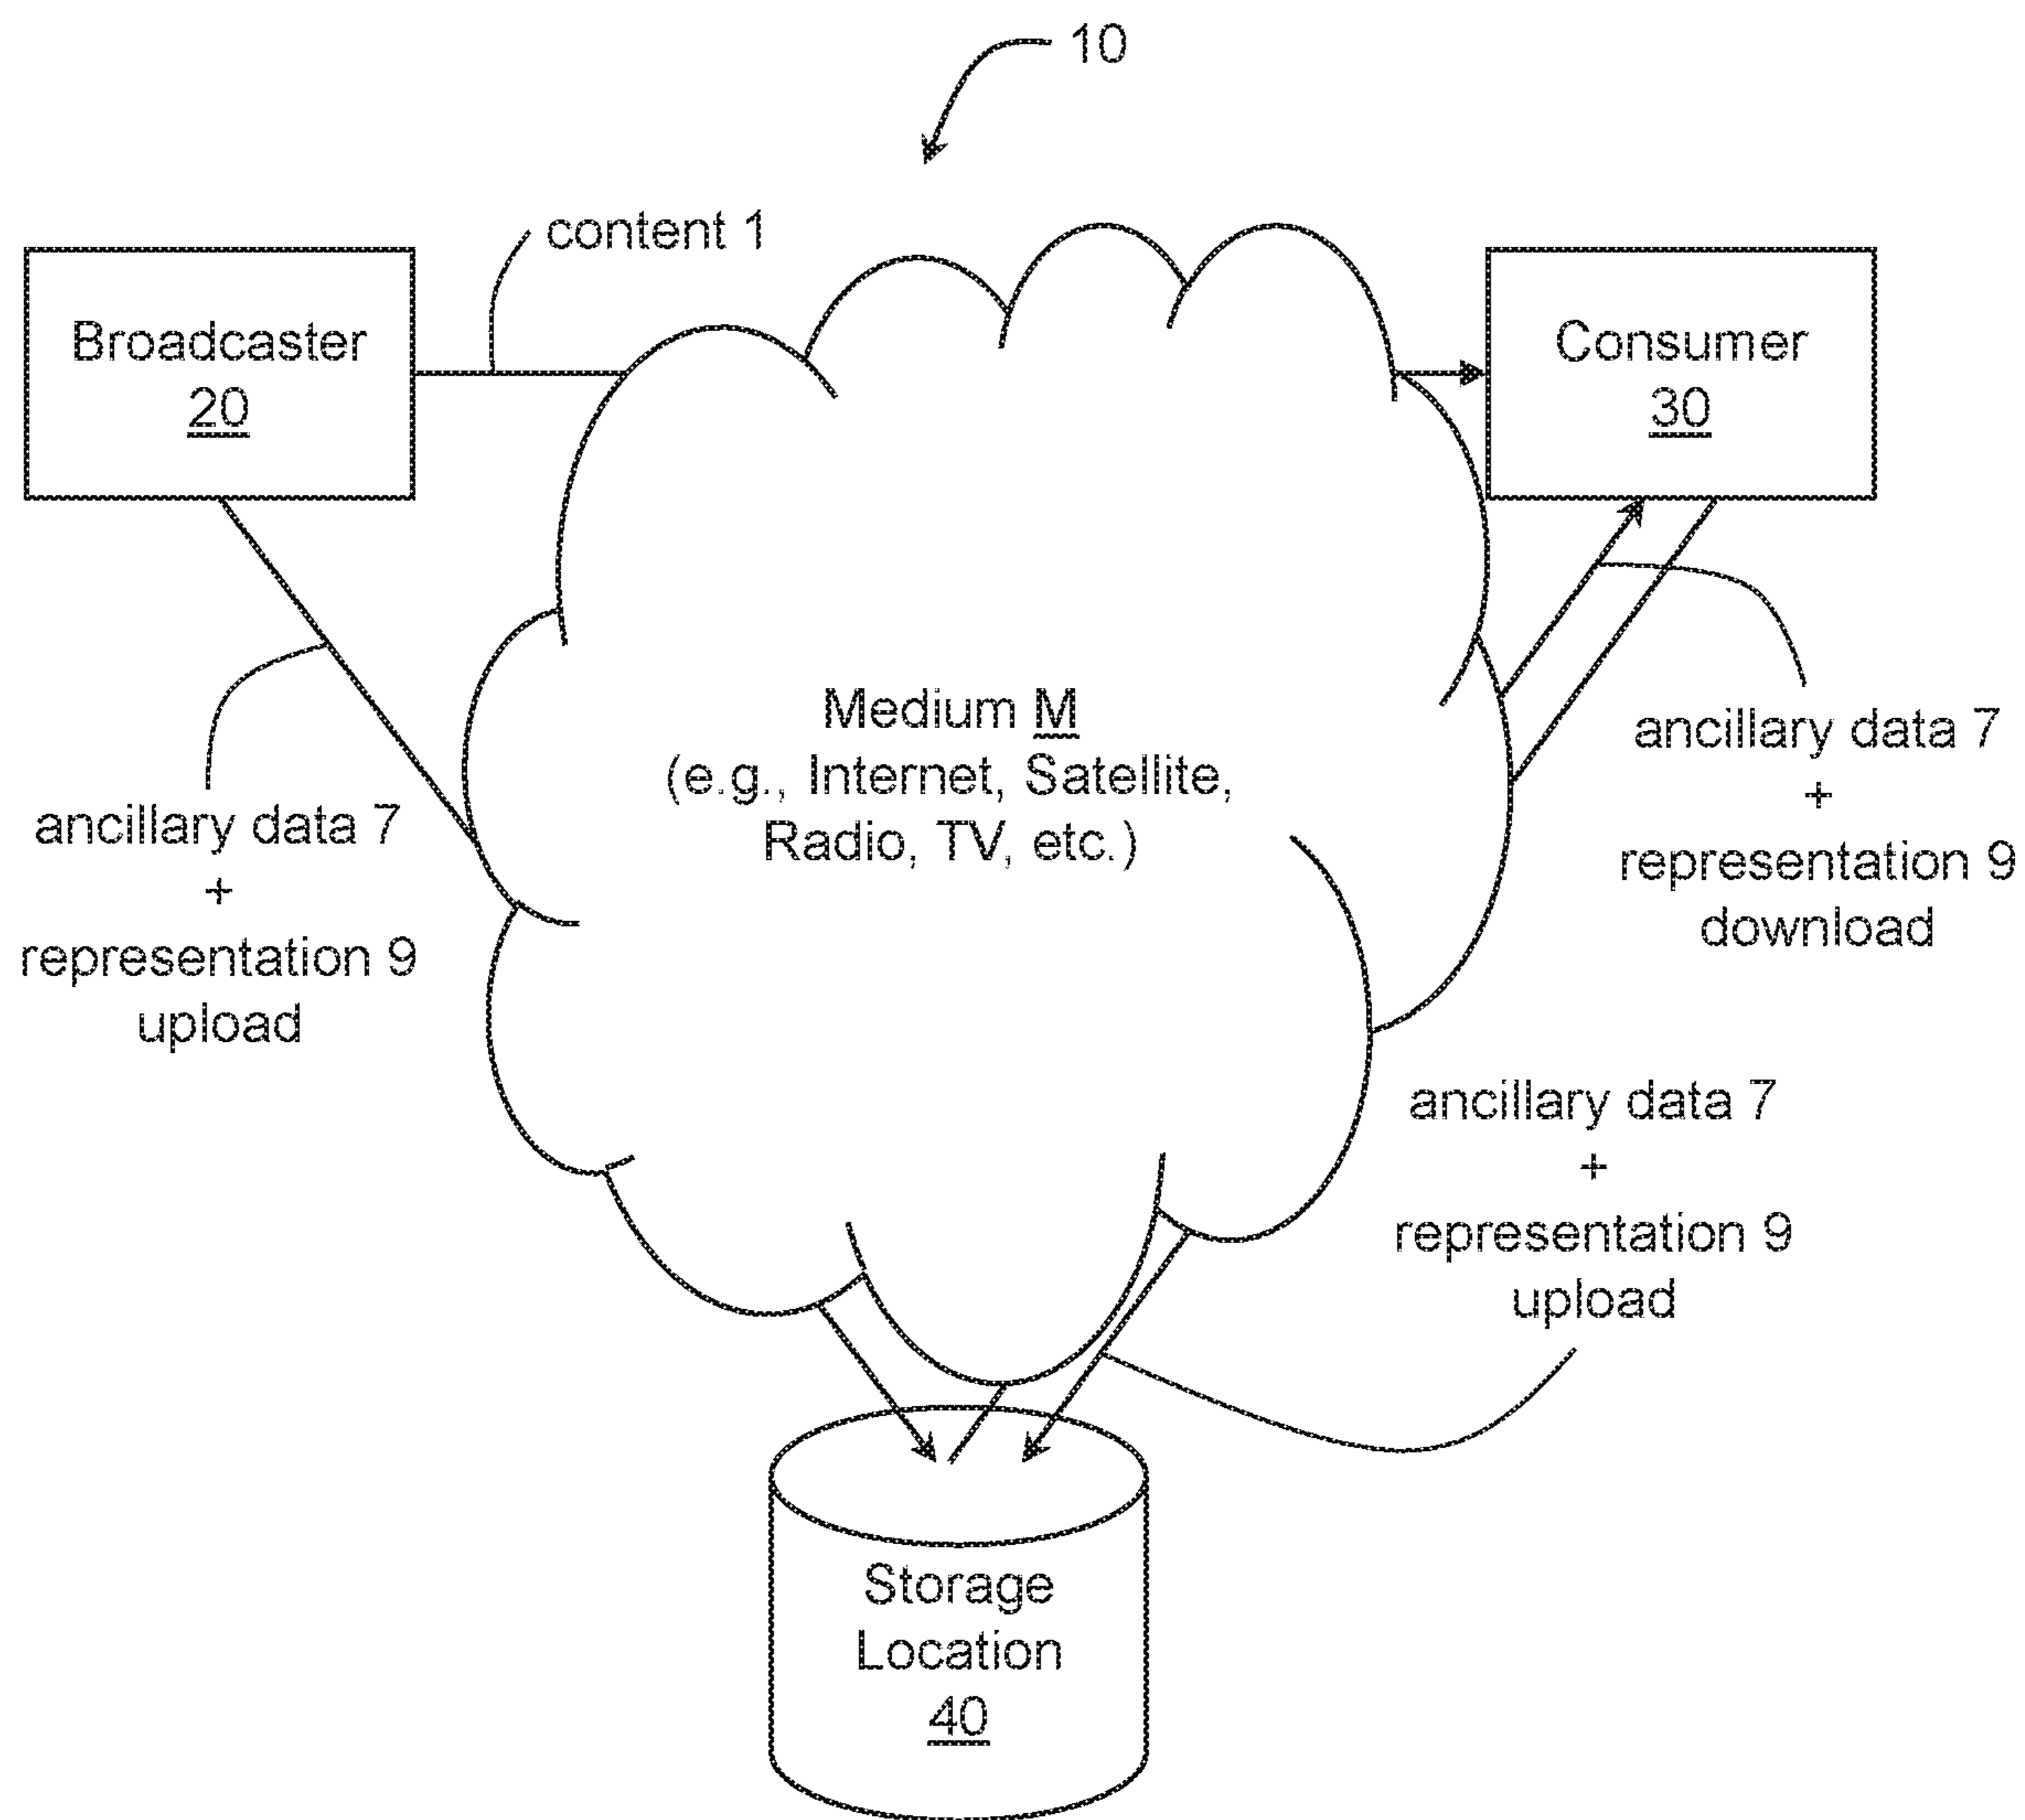 10
content 1
Broadcaster
20
Consumer
30
Medium M
(e.g., Internet, Satellite,
Radio, TV, etc.)
ancillary data 7
+
representation 9
upload
ancillary data 7
+
representation 9
download
ancillary data 7
+
representation 9
upload
Storage
Location
40